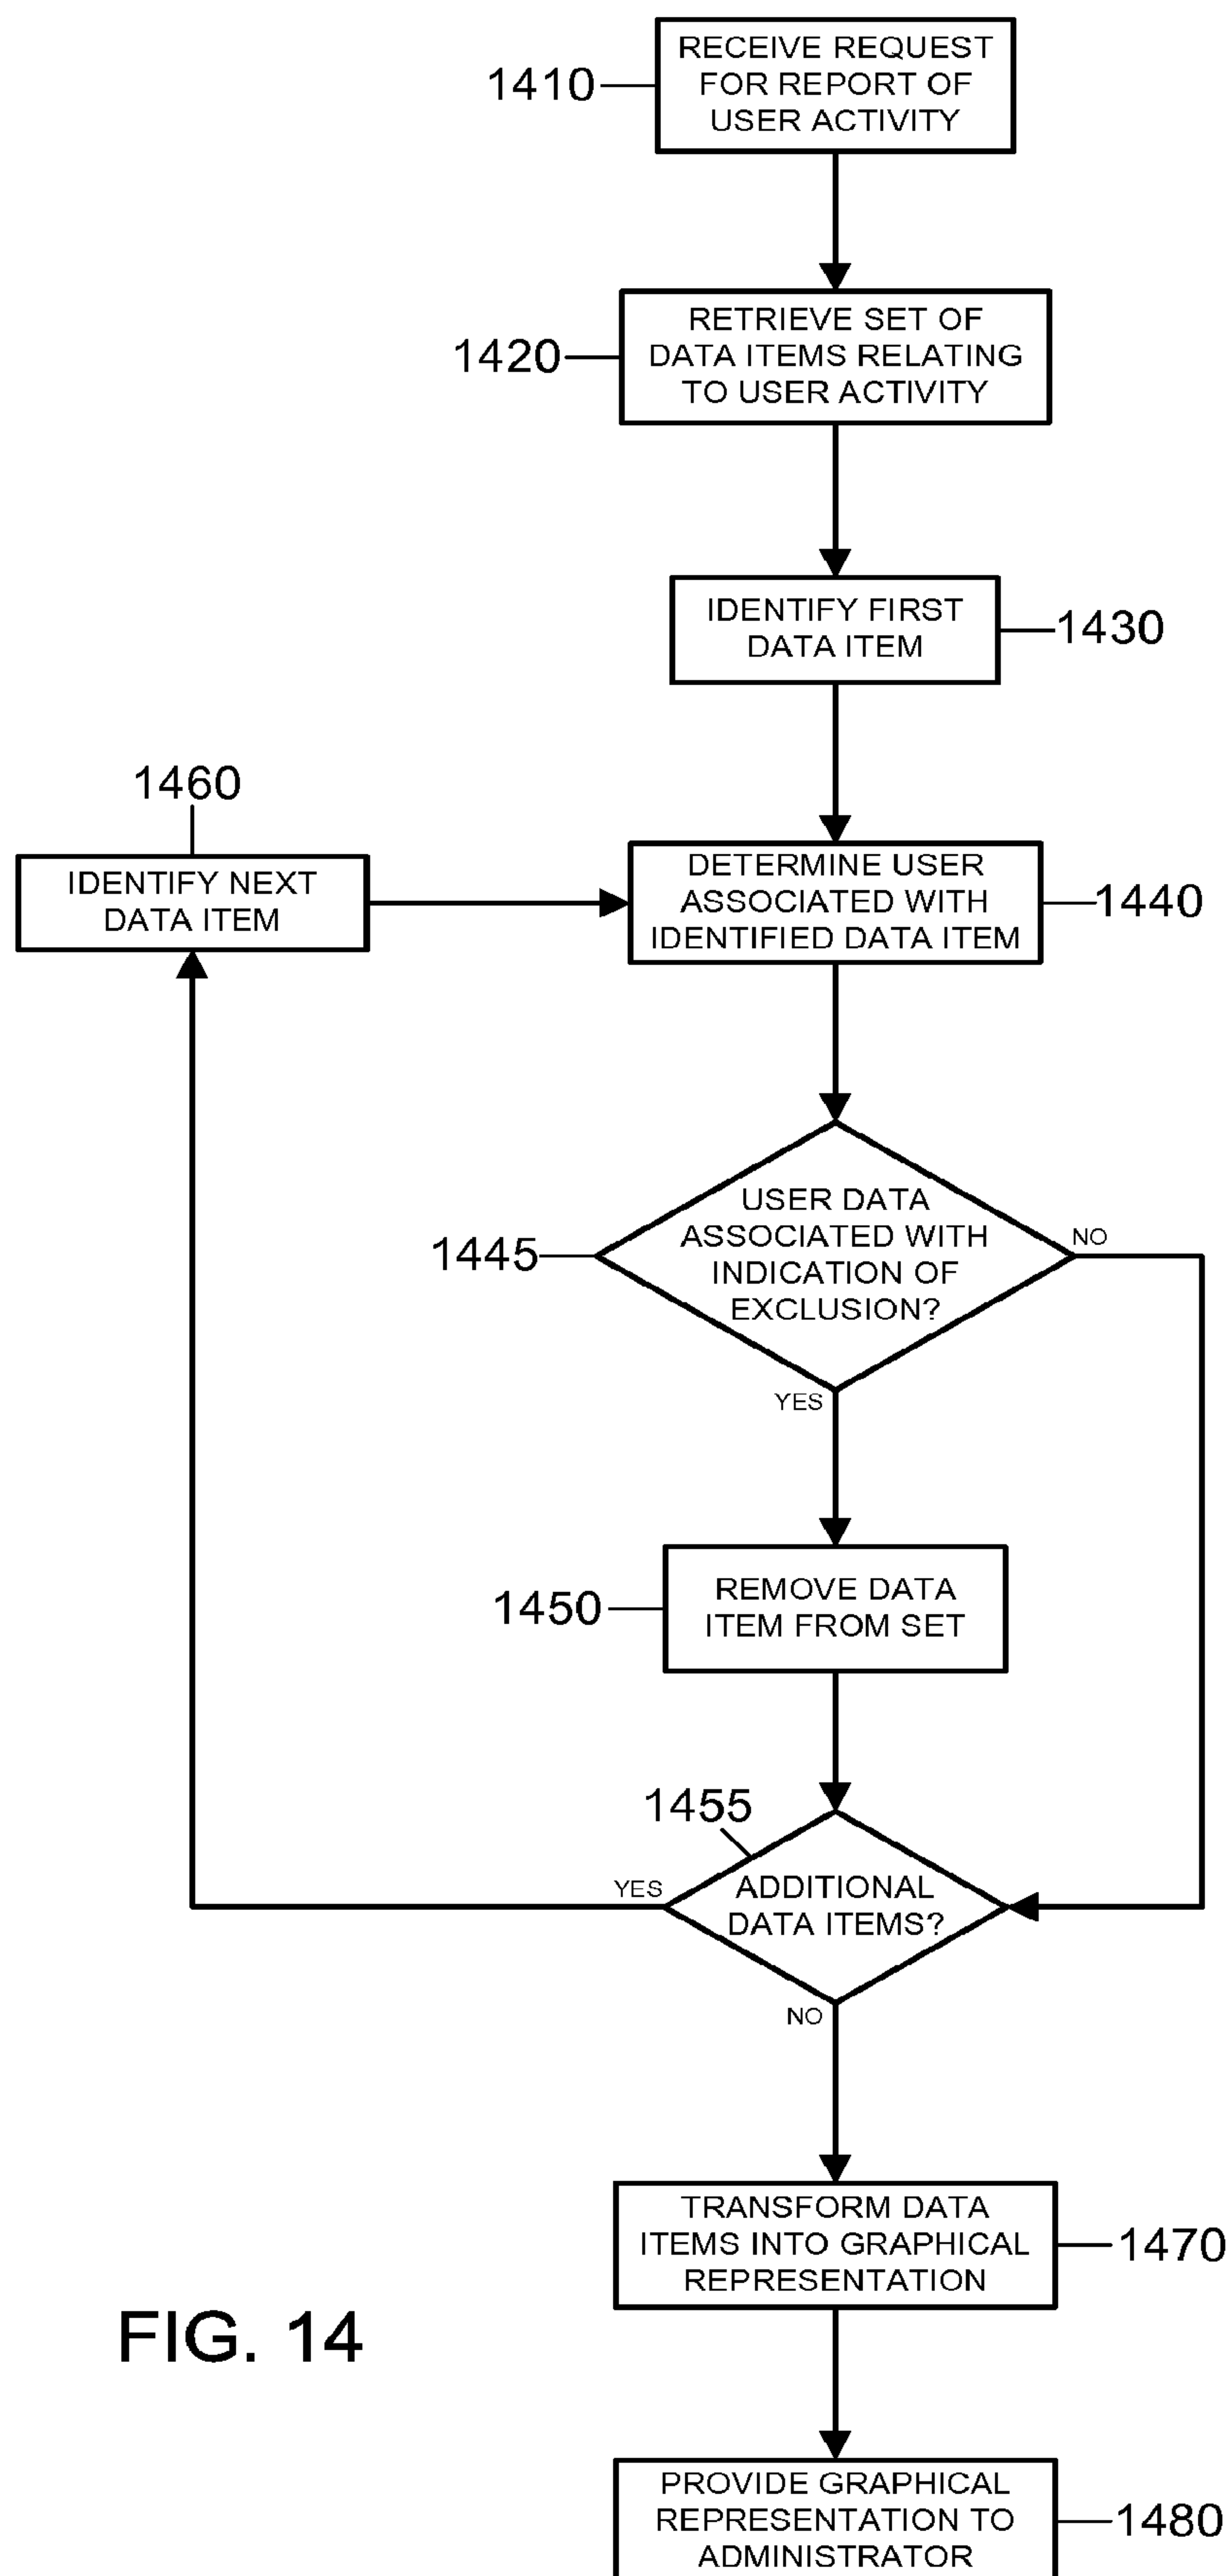 1410
RECEIVE REQUEST
FOR REPORT OF
USER ACTIVITY
1420
RETRIEVE SET OF
DATA ITEMS RELATING
TO USER ACTIVITY
IDENTIFY FIRST
DATA ITEM
1430
1460
IDENTIFY NEXT
DATA ITEM
DETERMINE USER
ASSOCIATED WITH
IDENTIFIED DATA ITEM
1440
1445
USER DATA
ASSOCIATED WITH
INDICATION OF
EXCLUSION?
NO
YES
1450
REMOVE DATA
ITEM FROM SET
1455
YES
ADDITIONAL
DATA ITEMS?
NO
TRANSFORM DATA
ITEMS INTO GRAPHICAL
REPRESENTATION
1470
FIG. 14
PROVIDE GRAPHICAL
REPRESENTATION TO
ADMINISTRATOR
1480